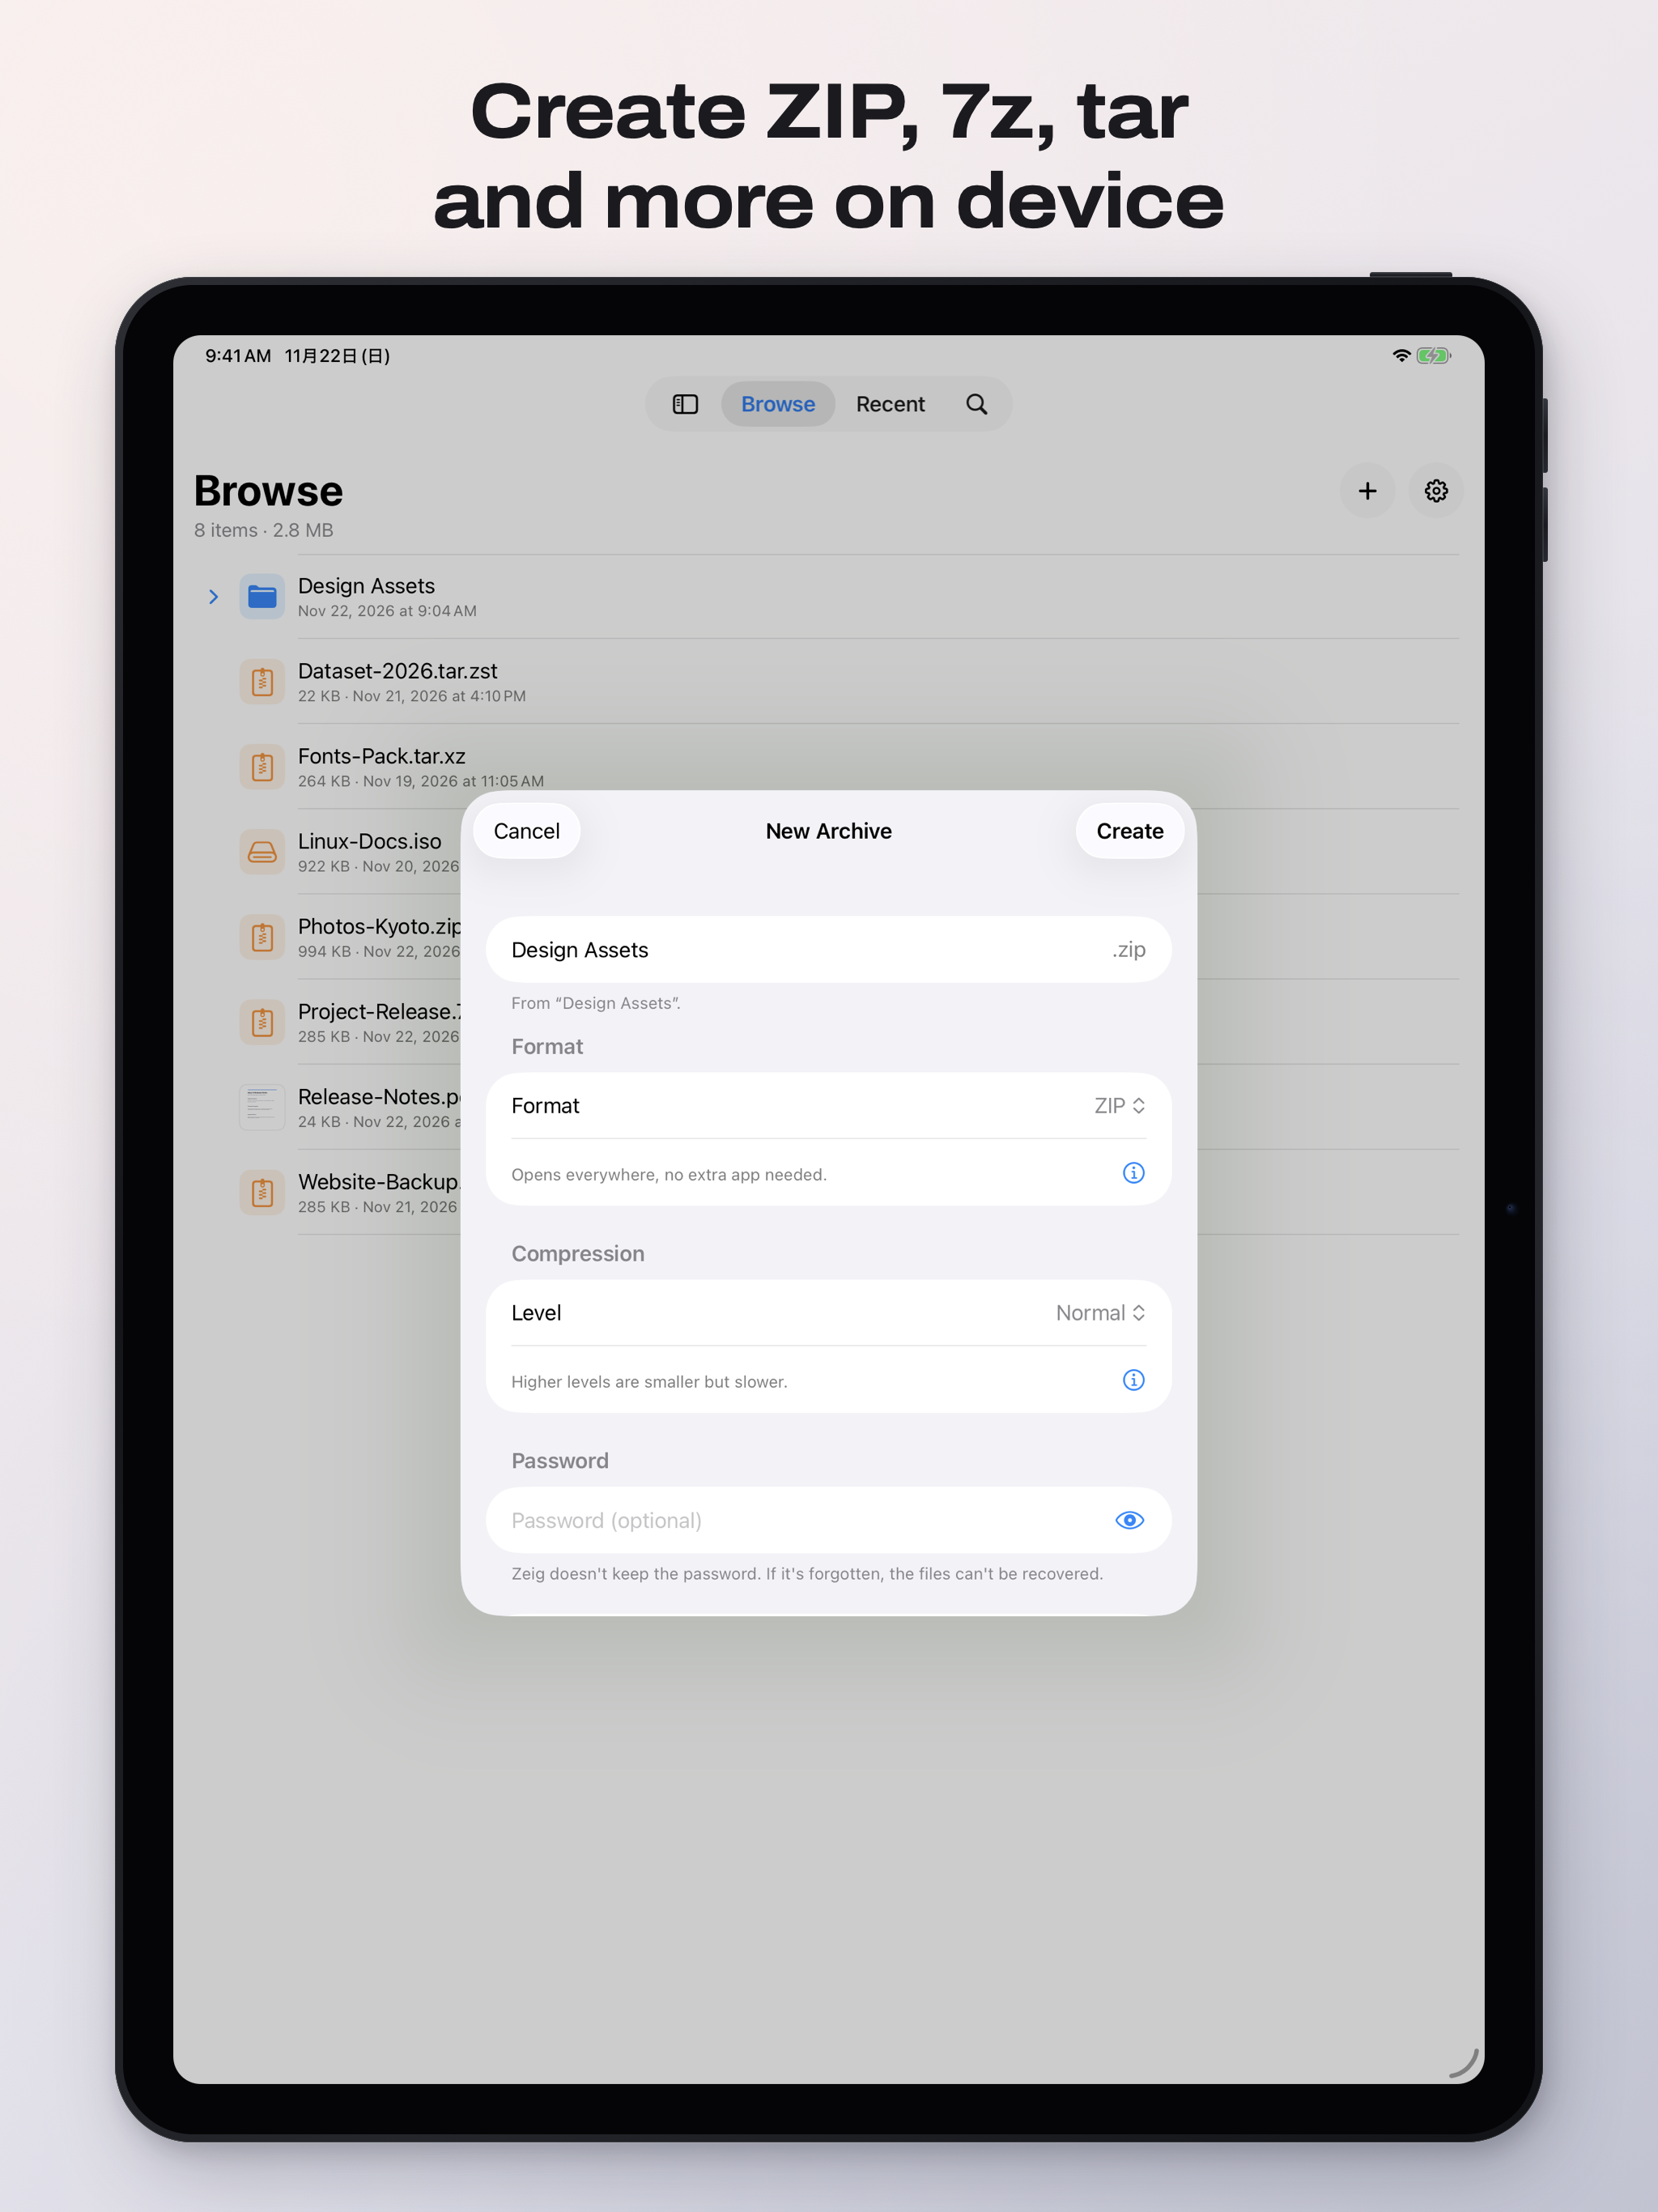 Create ZIP, 7z, tar
and more on device
9:41 AM 11月22日 (日)
Browse Recent
Browse
8 items · 2.8 MB
Design Assets
Nov 22, 2026 at 9:04 AM
Dataset-2026.tar.zst
22 KB · Nov 21, 2026 at 4:10 PM
Fonts-Pack.tar.xz
264 KB · Nov 19, 2026 at 11:05 AM
Linux-Docs.iso
922 KB · Nov 20, 2026
Photos-Kyoto.zip
994 KB · Nov 22, 2026
Project-Release.
285 KB · Nov 22, 2026
Release-Notes.p
24 KB · Nov 22, 2026 a
Website-Backup.
285 KB · Nov 21, 2026
Cancel New Archive Create
Design Assets .zip
From “Design Assets”.
Format
Format ZIP
Opens everywhere, no extra app needed.
Compression
Level Normal
Higher levels are smaller but slower.
Password
Password (optional)
Zeig doesn't keep the password. If it's forgotten, the files can't be recovered.